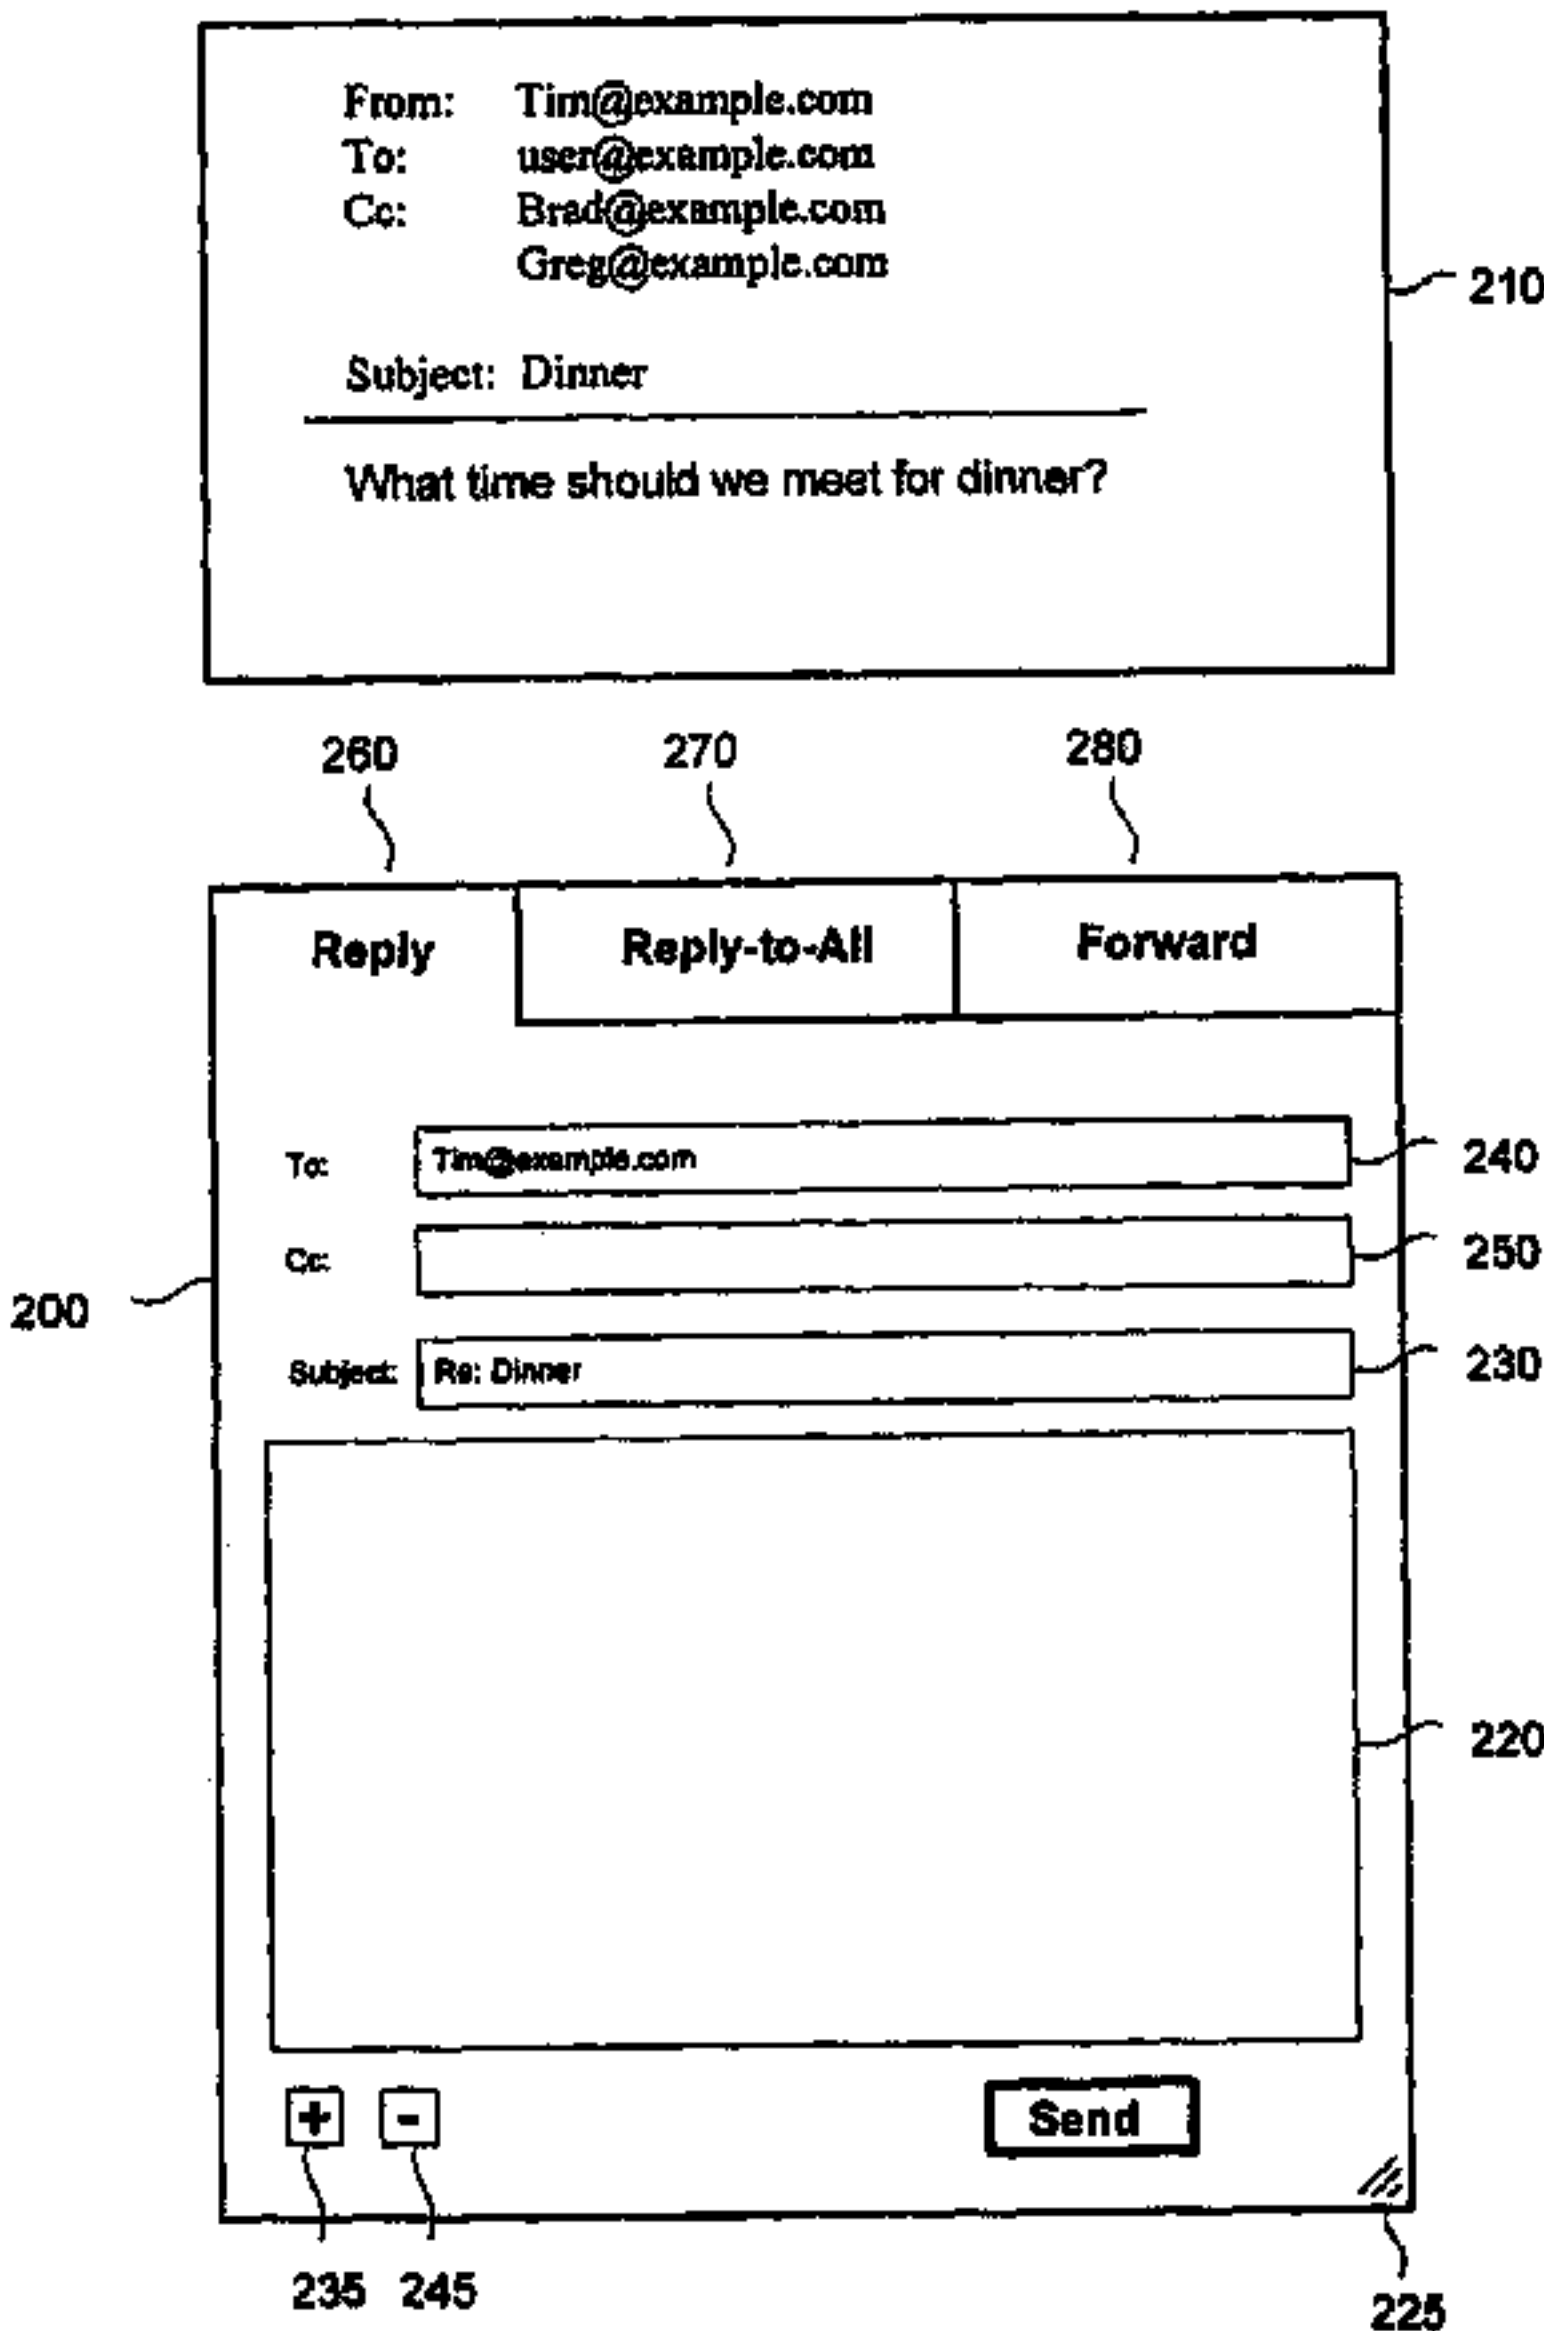 From: Tim@example.com
To: user@example.com
Cc: Brad@example.com
Greg@example.com
210
Subject: Dinner
What time should we meet for dinner?
260 270 280
Reply Reply-to-All Forward
To: Tim@example.com 240
Cc: 250
200
Subject: Re: Dinner 230
220
+ - Send
235 245
225